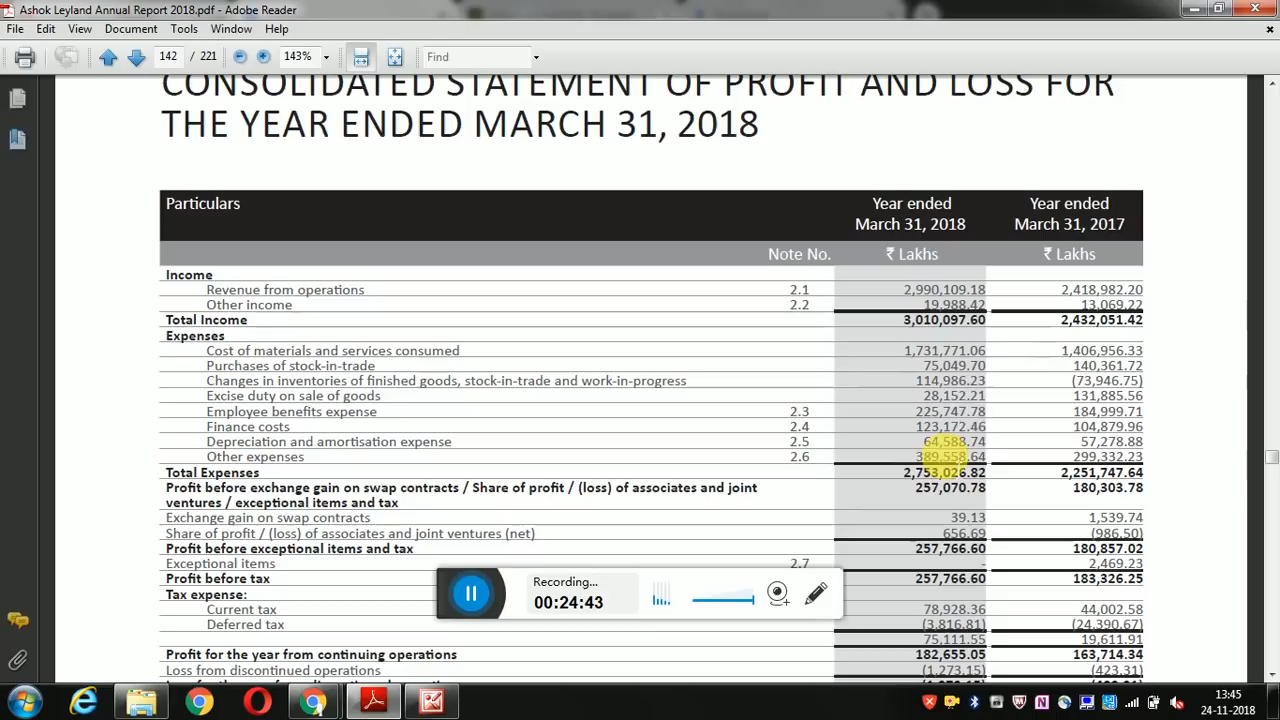 Ashok Leyland Annual Report 2018.pdf - Adobe Reader
File Edit View Document Tools Window Help
142 / 221 143% Find
CONSOLIDATED STATEMENT OF PROFIT AND LOSS FOR
THE YEAR ENDED MARCH 31, 2018
Particulars Year ended March 31, 2018 Year ended March 31, 2017
Note No. ₹ Lakhs ₹ Lakhs
Income
Revenue from operations 2.1 2,990,109.18 2,418,982.20
Other income 2.2 19,988.42 13,069.22
Total Income 3,010,097.60 2,432,051.42
Expenses
Cost of materials and services consumed 1,731,771.06 1,406,956.33
Purchases of stock-in-trade 75,049.70 140,361.72
Changes in inventories of finished goods, stock-in-trade and work-in-progress 114,986.23 (73,946.75)
Excise duty on sale of goods 28,152.21 131,885.56
Employee benefits expense 2.3 225,747.78 184,999.71
Finance costs 2.4 123,172.46 104,879.96
Depreciation and amortisation expense 2.5 64,588.74 57,278.88
Other expenses 2.6 389,558.64 299,332.23
Total Expenses 2,753,026.82 2,251,747.64
Profit before exchange gain on swap contracts / Share of profit / (loss) of associates and joint 257,070.78 180,303.78
ventures / exceptional items and tax
Exchange gain on swap contracts 39.13 1,539.74
Share of profit / (loss) of associates and joint ventures (net) 656.69 (986.50)
Profit before exceptional items and tax 257,766.60 180,857.02
Exceptional items 2.7 - 2,469.23
Profit before tax 257,766.60 183,326.25
Tax expense:
Current tax 78,928.36 44,002.58
Deferred tax (3,816.81) (24,390.67)
75,111.55 19,611.91
Profit for the year from continuing operations 182,655.05 163,714.34
Loss from discontinued operations (1,273.15) (423.31)
Recording...
00:24:43
13:45
24-11-2018